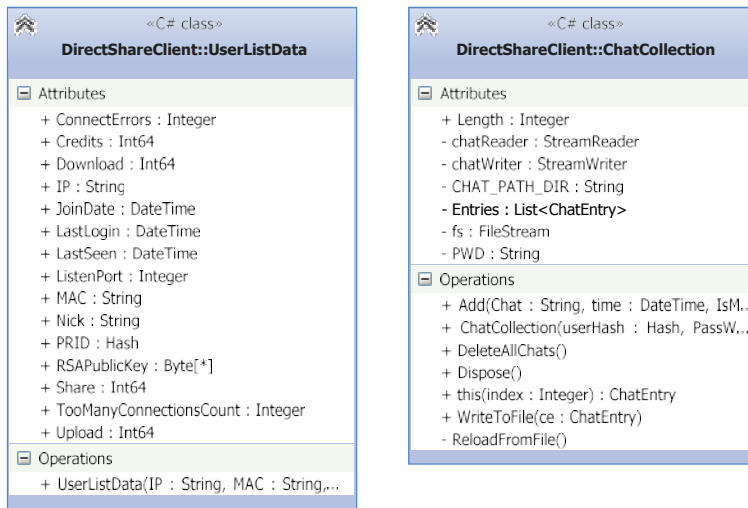 «C# class»
DirectShareClient::UserListData
Attributes
+ ConnectErrors : Integer
+ Credits : Int64
+ Download : Int64
+ IP : String
+ JoinDate : DateTime
+ LastLogin : DateTime
+ LastSeen : DateTime
+ ListenPort : Integer
+ MAC : String
+ Nick : String
+ PRID : Hash
+ RSAPublicKey : Byte[*]
+ Share : Int64
+ TooManyConnectionsCount : Integer
+ Upload : Int64
Operations
+ UserListData(IP : String, MAC : String,...
«C# class»
DirectShareClient::ChatCollection
Attributes
+ Length : Integer
- chatReader : StreamReader
- chatWriter : StreamWriter
- CHAT_PATH_DIR : String
- Entries : List<ChatEntry>
- fs : FileStream
- PWD : String
Operations
+ Add(Chat : String, time : DateTime, IsM...
+ ChatCollection(userHash : Hash, PassW...
+ DeleteAllChats()
+ Dispose()
+ this(index : Integer) : ChatEntry
+ WriteToFile(ce : ChatEntry)
- ReloadFromFile()